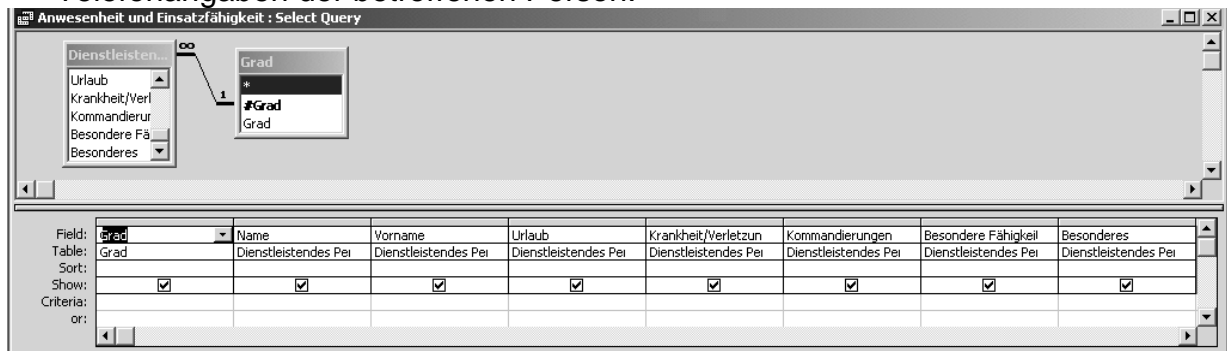 Anwesenheit und Einsatzfähigkeit : Select Query
Dienstleisten...
Urlaub
Krankheit/Verl
Kommandierur
Besondere Fä
Besonderes
∞
1
Grad
*
#Grad
Grad
Field: Grad Name Vorname Urlaub Krankheit/Verletzun Kommandierungen Besondere Fähigkeil Besonderes
Table: Grad Dienstleistendes Per Dienstleistendes Per Dienstleistendes Per Dienstleistendes Per Dienstleistendes Per Dienstleistendes Per Dienstleistendes Per
Sort:
Show:
Criteria:
or: